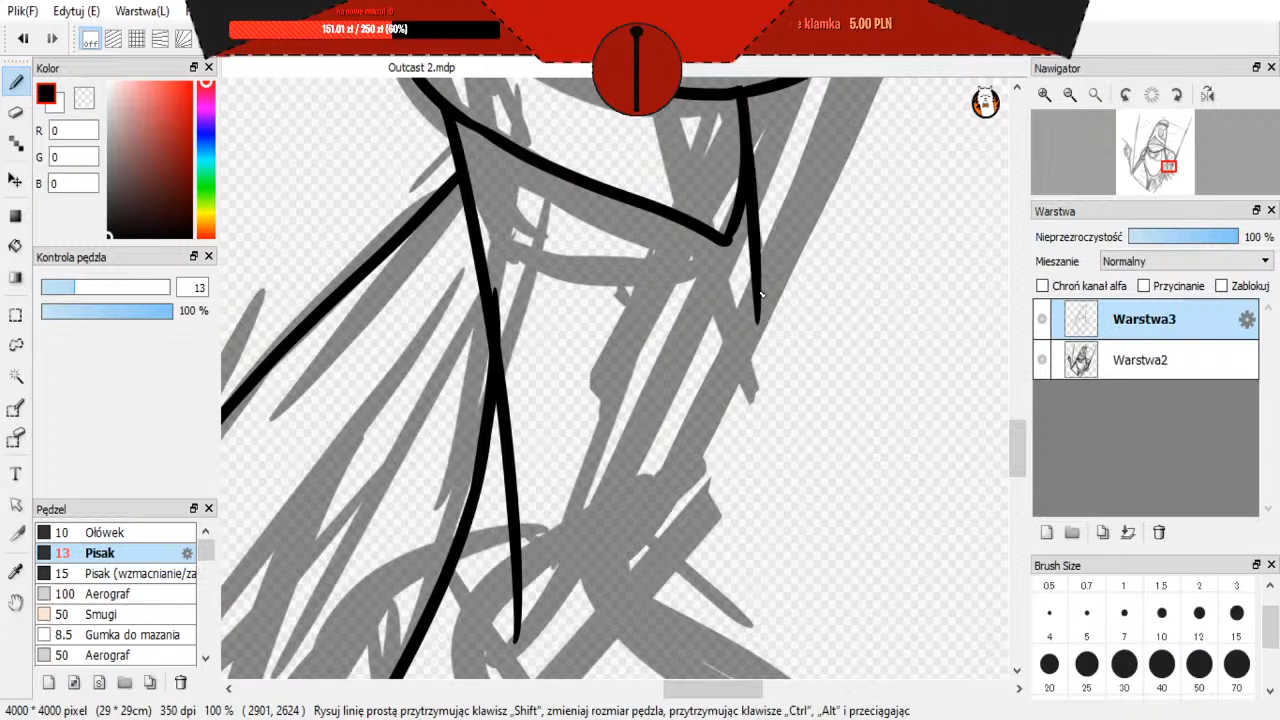 Plik(F) Edytuj (E) Warstwa(L)
na nowe mikro! :D
151.01 zł / 250 zł (60%)
e klamka 5.00 PLN
off
Kolor
Outcast 2.mdp
Nawigator
R 0
G 0
B 0
Warstwa
Nieprzezroczystość 100 %
Mieszanie Normalny
Chroń kanał alfa Przycinanie Zablokuj
Kontrola pędzla
13
100 %
Warstwa3
Warstwa2
T
Pędzel
10 Ołówek
13 Pisak
15 Pisak (wzmacnianie/za
100 Aerograf
50 Smugi
8.5 Gumka do mazania
50 Aerograf
Brush Size
0.5 0.7 1 1.5 2 3
4 5 7 10 12 15
20 25 30 40 50 70
4000 * 4000 pixel (29 * 29cm) 350 dpi 100 % ( 2901, 2624 ) Rysuj linię prostą przytrzymując klawisz „Shift", zmieniaj rozmiar pędzla, przytrzymując klawisze „Ctrl", „Alt" i przeciągając